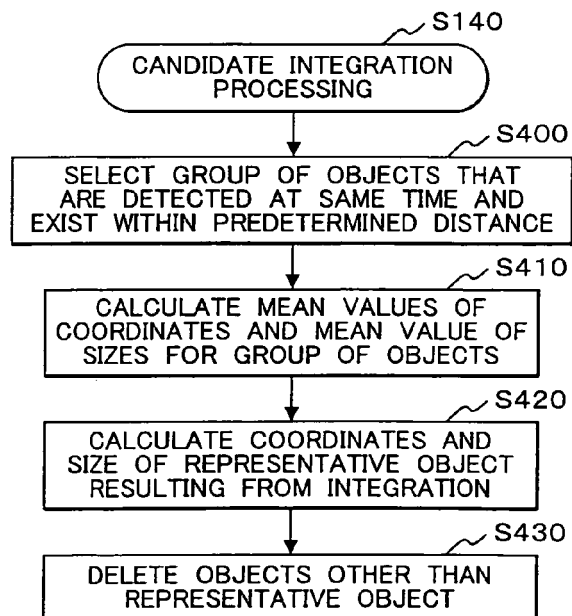 S140
CANDIDATE INTEGRATION
PROCESSING
S400
SELECT GROUP OF OBJECTS THAT
ARE DETECTED AT SAME TIME AND
EXIST WITHIN PREDETERMINED DISTANCE
S410
CALCULATE MEAN VALUES OF
COORDINATES AND MEAN VALUE OF
SIZES FOR GROUP OF OBJECTS
S420
CALCULATE COORDINATES AND
SIZE OF REPRESENTATIVE OBJECT
RESULTING FROM INTEGRATION
S430
DELETE OBJECTS OTHER THAN
REPRESENTATIVE OBJECT